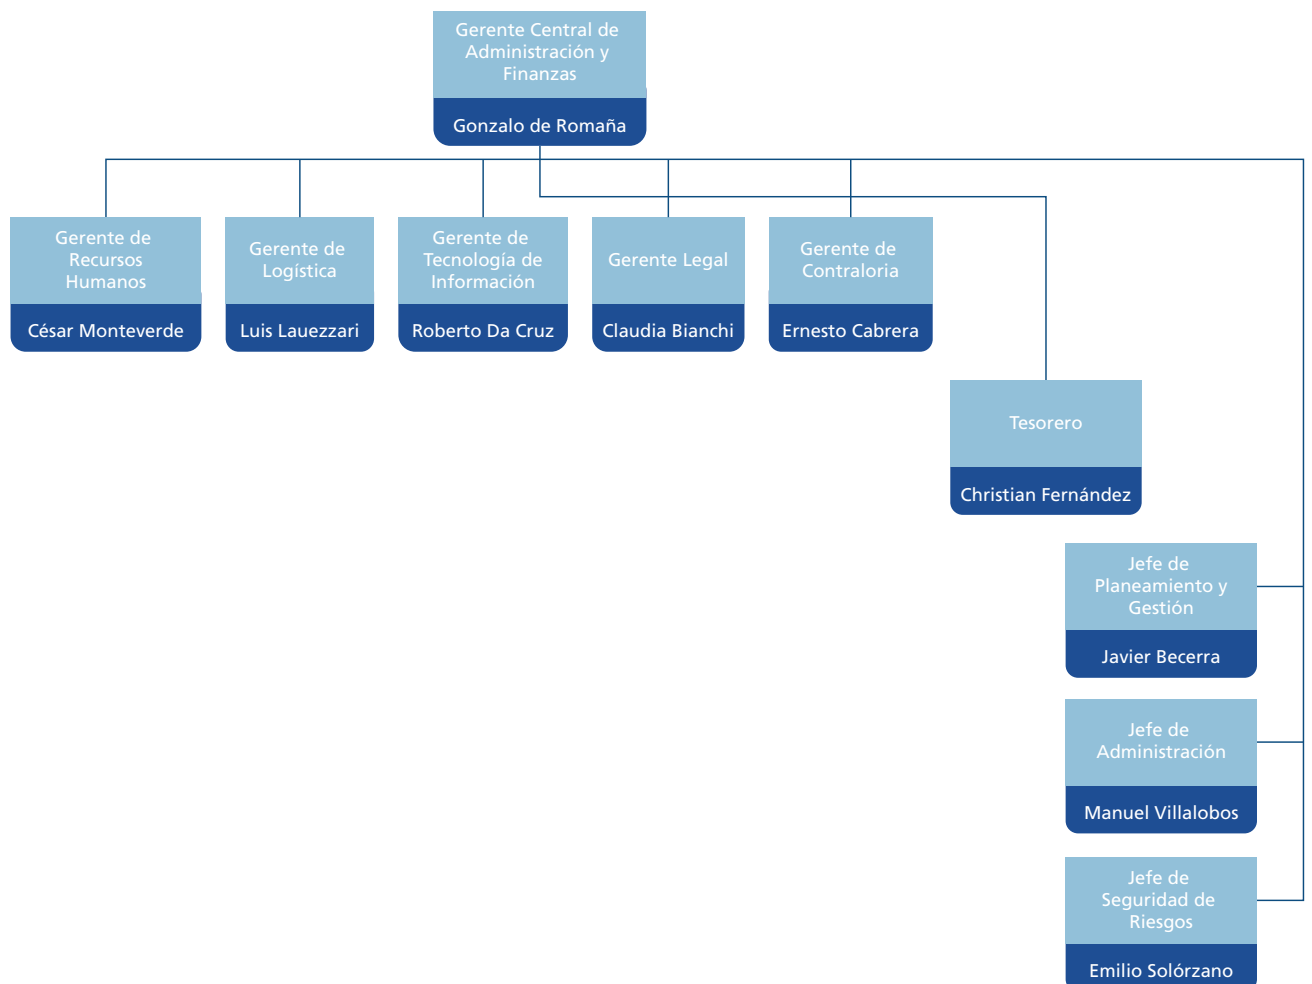 Gerente Central de
Administración y
Finanzas
Gonzalo de Romaña
Gerente de
Recursos
Humanos
César Monteverde
Gerente de
Logística
Luis Lauezzari
Gerente de
Tecnología de
Información
Roberto Da Cruz
Gerente Legal
Claudia Bianchi
Gerente de
Contraloria
Ernesto Cabrera
Tesorero
Christian Fernández
Jefe de
Planeamiento y
Gestión
Javier Becerra
Jefe de
Administración
Manuel Villalobos
Jefe de
Seguridad de
Riesgos
Emilio Solórzano